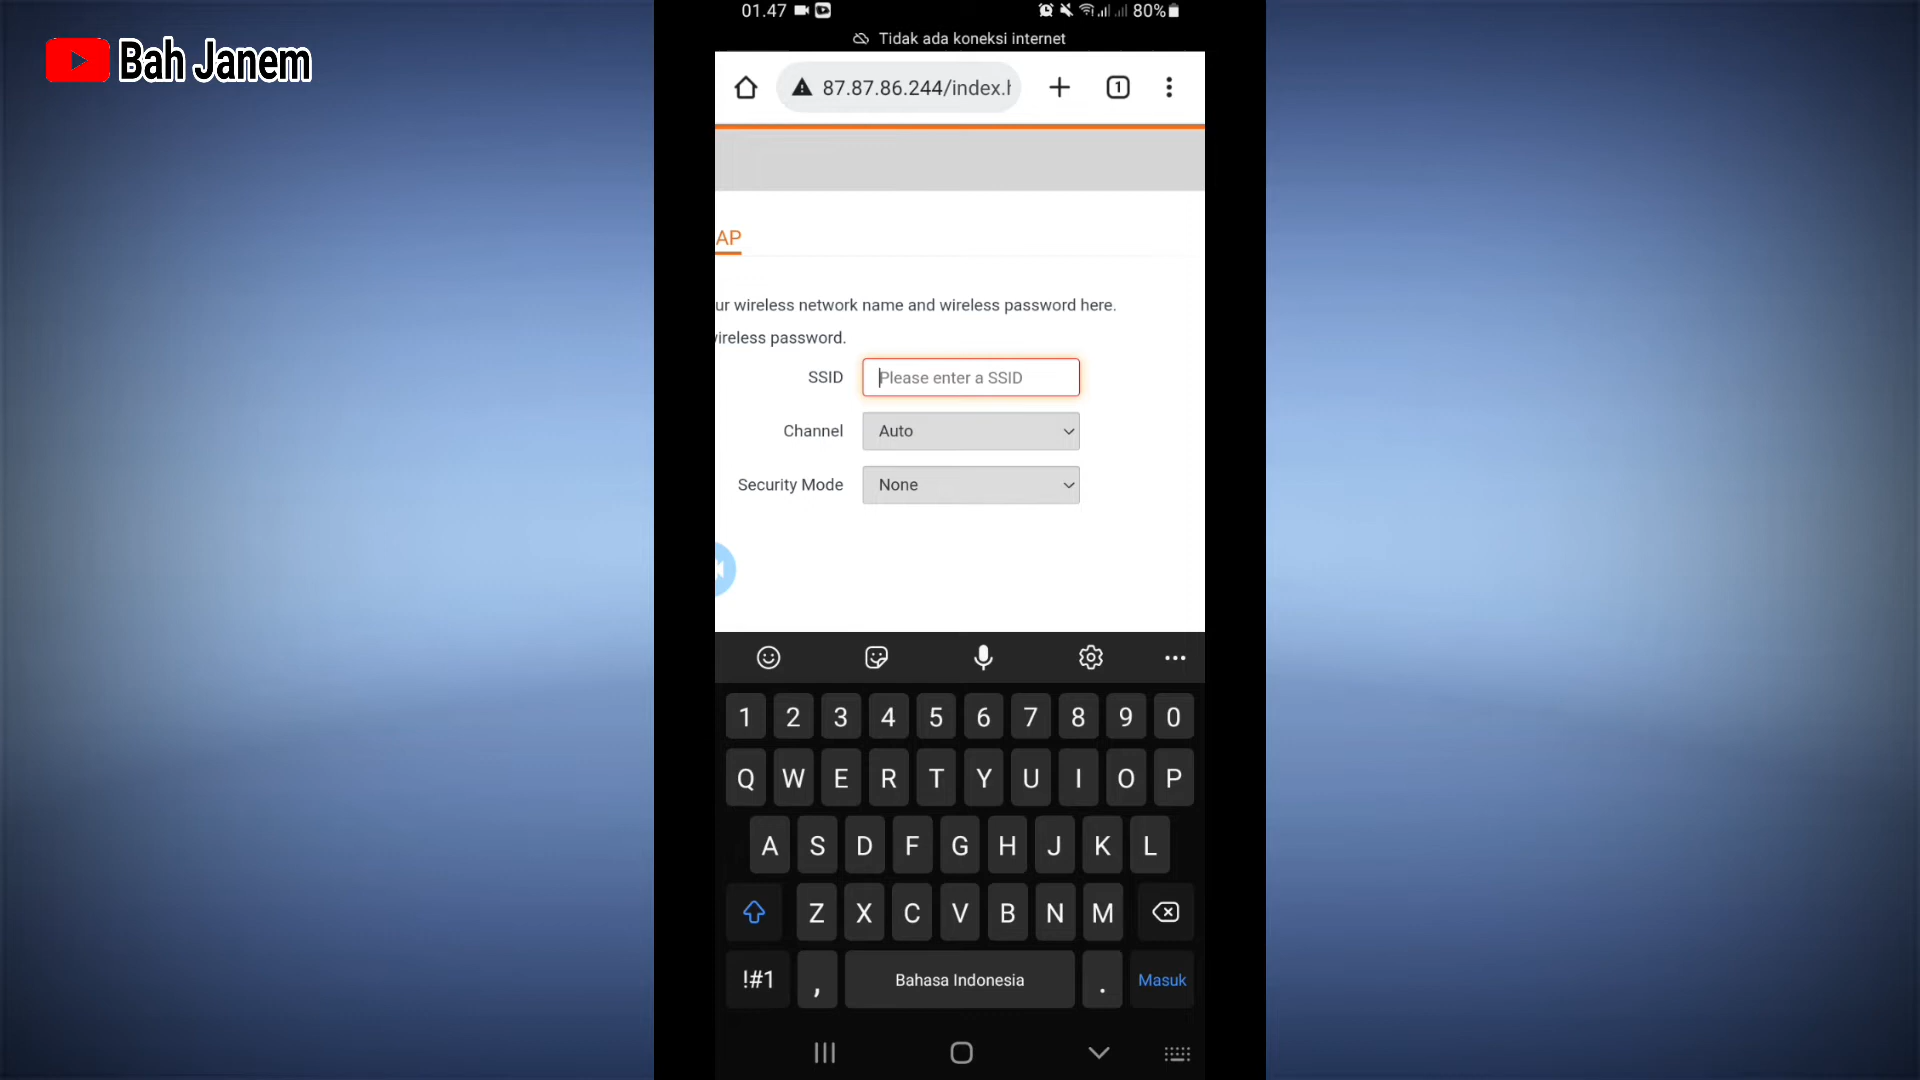 Bah Janem
01.47
80%
Tidak ada koneksi internet
87.87.86.244/index.h
1
AP
ur wireless network name and wireless password here.
wireless password.
SSID
Please enter a SSID
Channel
Auto
Security Mode
None
1 2 3 4 5 6 7 8 9 0
Q W E R T Y U I O P
A S D F G H J K L
Z X C V B N M
!#1 , Bahasa Indonesia . Masuk